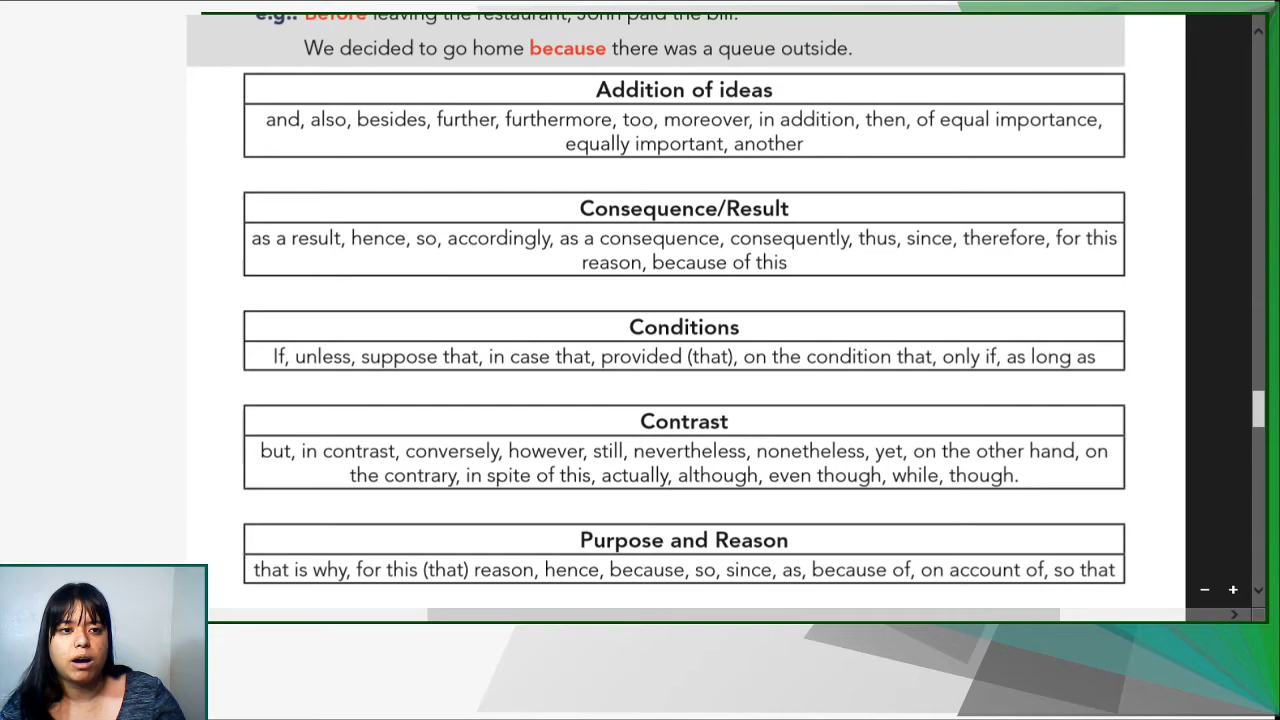 e.g.: Before leaving the restaurant, John paid the bill.
We decided to go home because there was a queue outside.
Addition of ideas
and, also, besides, further, furthermore, too, moreover, in addition, then, of equal importance,
equally important, another
Consequence/Result
as a result, hence, so, accordingly, as a consequence, consequently, thus, since, therefore, for this
reason, because of this
Conditions
If, unless, suppose that, in case that, provided (that), on the condition that, only if, as long as
Contrast
but, in contrast, conversely, however, still, nevertheless, nonetheless, yet, on the other hand, on
the contrary, in spite of this, actually, although, even though, while, though.
Purpose and Reason
that is why, for this (that) reason, hence, because, so, since, as, because of, on account of, so that